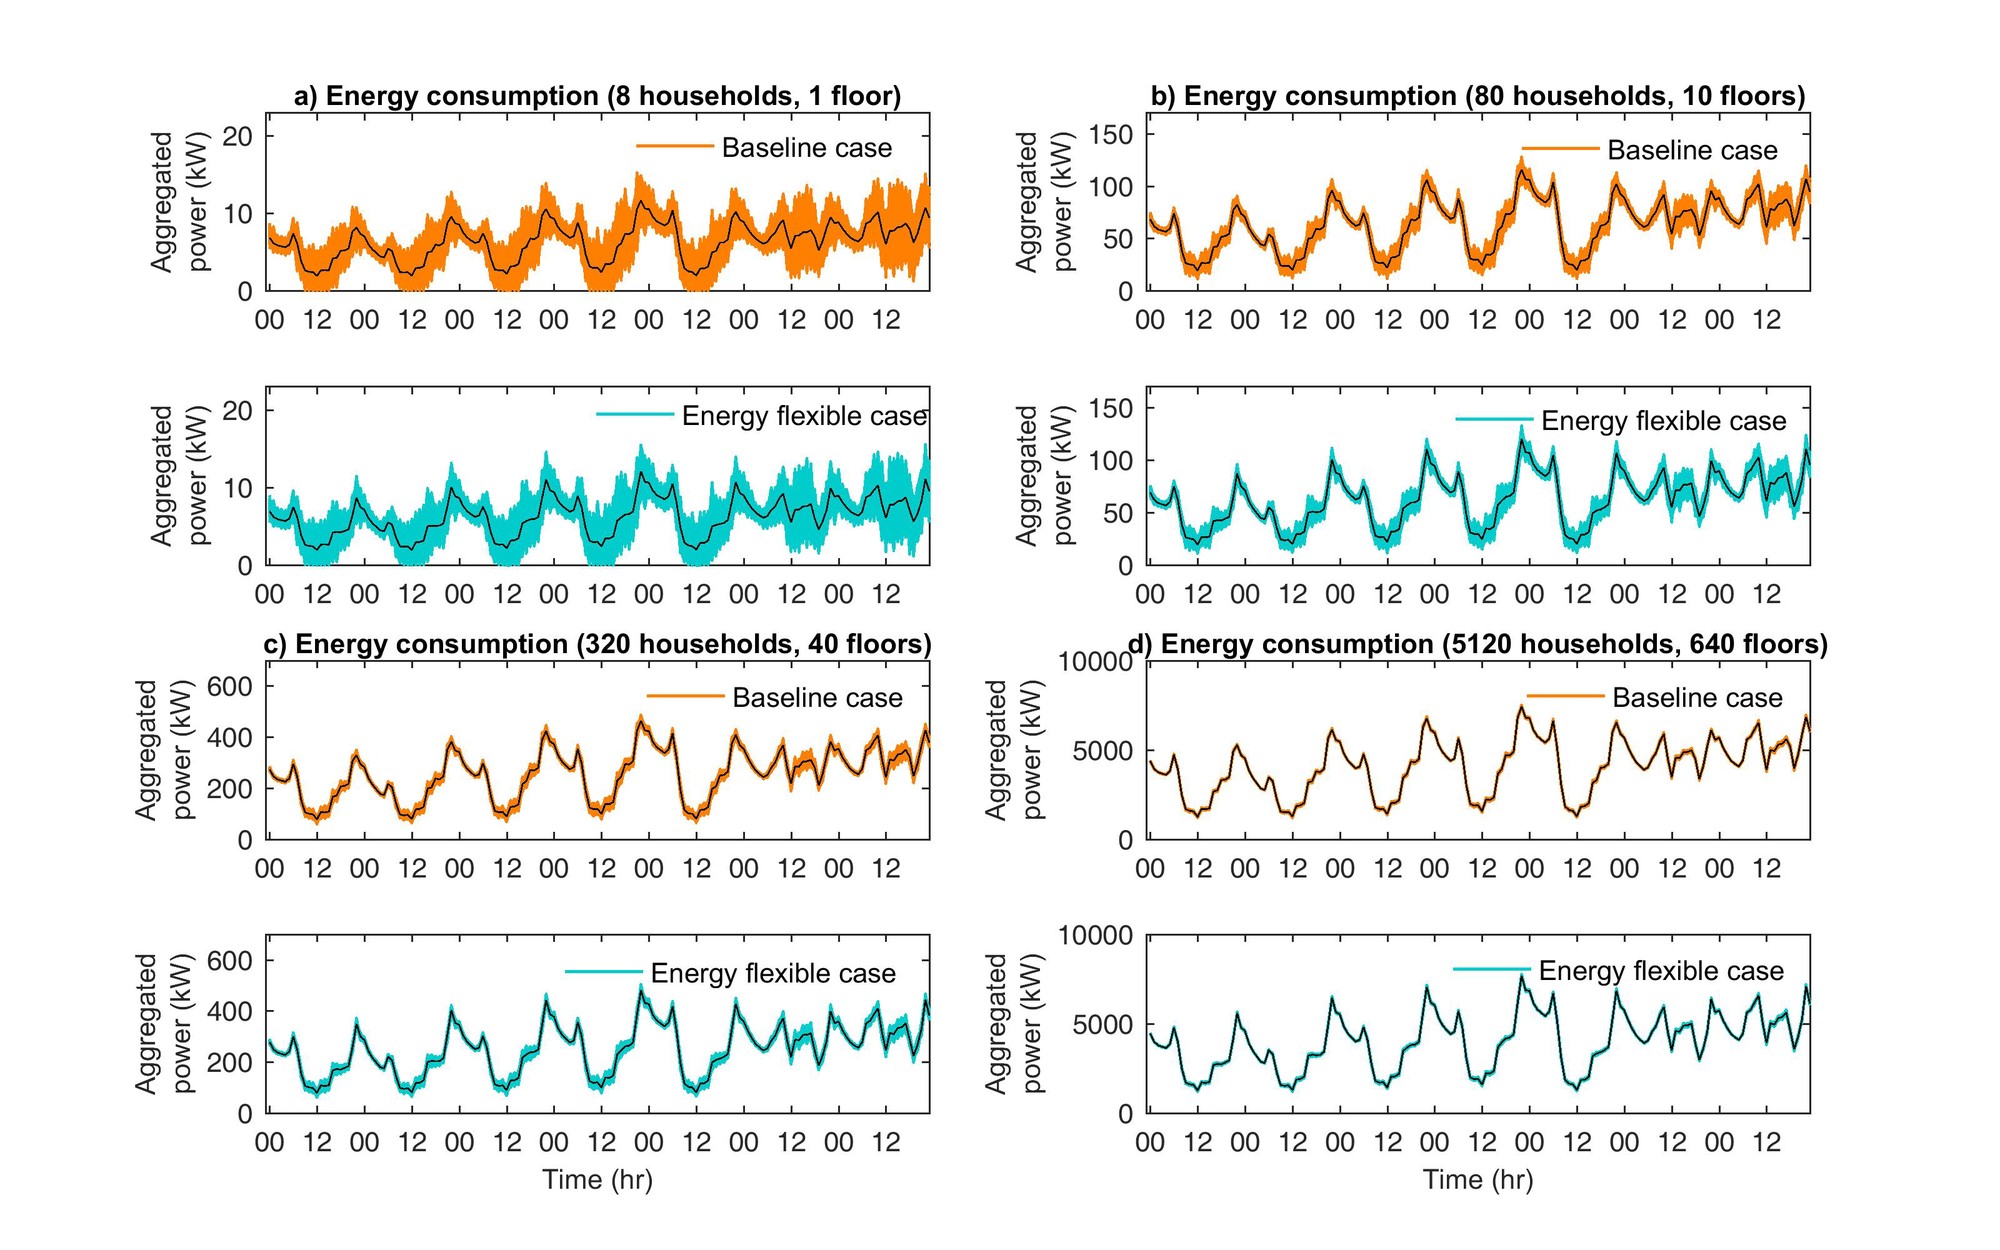 a) Energy consumption (8 households, 1 floor)
Aggregated
power (kW)
20
10
0
Baseline case
00 12 00 12 00 12 00 12 00 12 00 12 00 12
Aggregated
power (kW)
20
10
0
Energy flexible case
00 12 00 12 00 12 00 12 00 12 00 12 00 12
b) Energy consumption (80 households, 10 floors)
Aggregated
power (kW)
150
100
50
0
Baseline case
00 12 00 12 00 12 00 12 00 12 00 12 00 12
Aggregated
power (kW)
150
100
50
0
Energy flexible case
00 12 00 12 00 12 00 12 00 12 00 12 00 12
c) Energy consumption (320 households, 40 floors)
Aggregated
power (kW)
600
400
200
0
Baseline case
00 12 00 12 00 12 00 12 00 12 00 12 00 12
Aggregated
power (kW)
600
400
200
0
Energy flexible case
00 12 00 12 00 12 00 12 00 12 00 12 00 12
Time (hr)
d) Energy consumption (5120 households, 640 floors)
Aggregated
power (kW)
10000
5000
0
Baseline case
00 12 00 12 00 12 00 12 00 12 00 12 00 12
Aggregated
power (kW)
10000
5000
0
Energy flexible case
00 12 00 12 00 12 00 12 00 12 00 12 00 12
Time (hr)